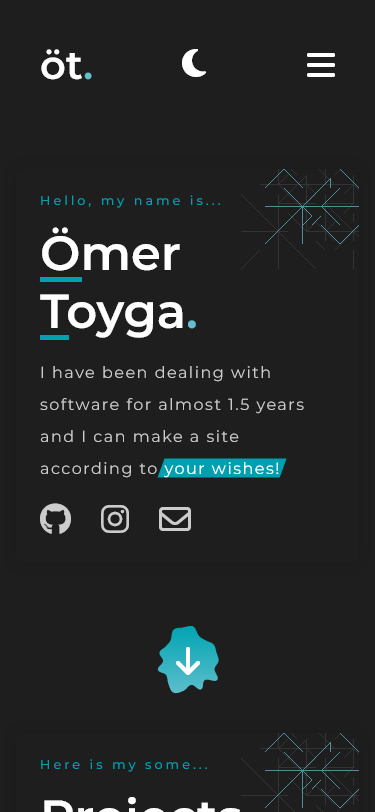 öt.
Hello, my name is...
Ömer
Toyga.
I have been dealing with
software for almost 1.5 years
and I can make a site
according to your wishes!
Here is my some...
Projects